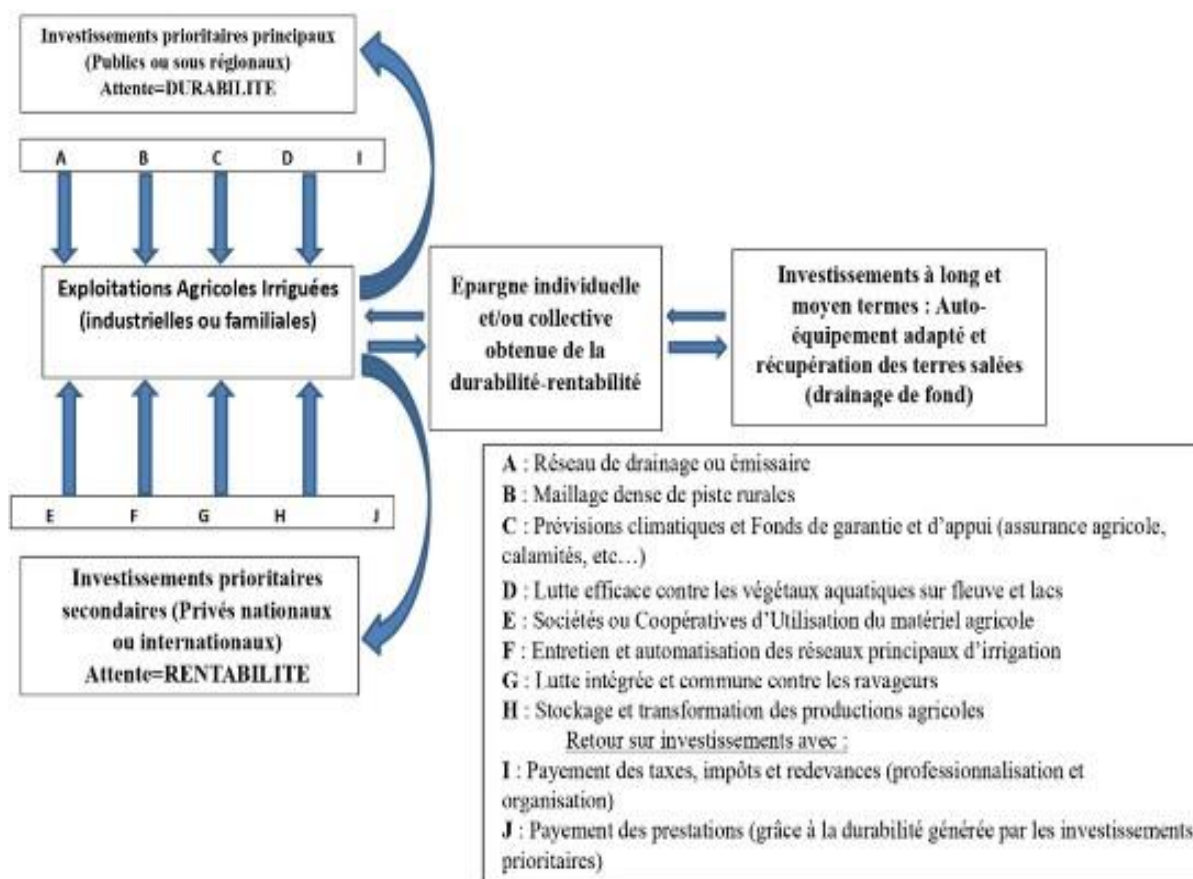 Investissements prioritaires principaux
(Publics ou sous régionaux)
Attente=DURABILITE
A B C D I
Exploitations Agricoles Irriguées
(industrielles ou familiales)
E F G H J
Investissements prioritaires
secondaires (Privés nationaux
ou internationaux)
Attente=RENTABILITE
Epargne individuelle
et/ou collective
obtenue de la
durabilité-rentabilité
Investissements à long et
moyen termes : Auto-
équipement adapté et
récupération des terres salées
(drainage de fond)
A : Réseau de drainage ou émissaire
B : Maillage dense de piste rurales
C : Prévisions climatiques et Fonds de garantie et d'appui (assurance agricole,
calamités, etc…)
D : Lutte efficace contre les végétaux aquatiques sur fleuve et lacs
E : Sociétés ou Coopératives d'Utilisation du matériel agricole
F : Entretien et automatisation des réseaux principaux d'irrigation
G : Lutte intégrée et commune contre les ravageurs
H : Stockage et transformation des productions agricoles
Retour sur investissements avec :
I : Payement des taxes, impôts et redevances (professionnalisation et
organisation)
J : Payement des prestations (grâce à la durabilité générée par les investissements
prioritaires)